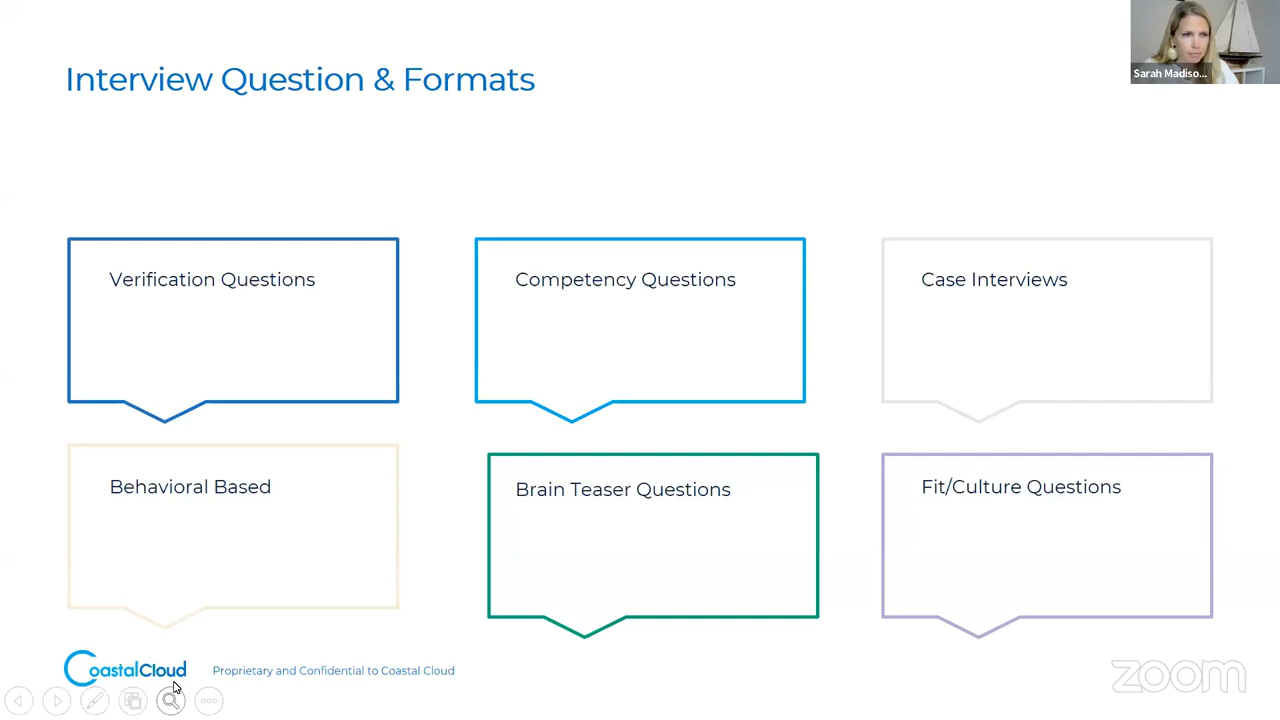 Sarah Madiso...
Interview Question & Formats
Verification Questions
Competency Questions
Case Interviews
Behavioral Based
Brain Teaser Questions
Fit/Culture Questions
CoastalCloud
Proprietary and Confidential to Coastal Cloud
zoom